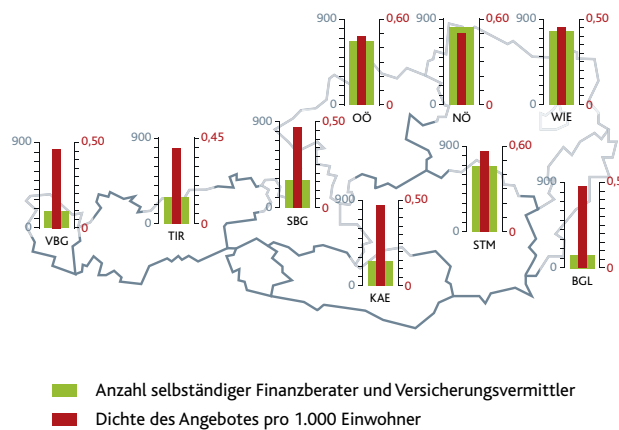 900 0,60
0 0
OÖ
900 0,60
0 0
NÖ
900 0,50
0 0
WIE
900 0,50
0 0
VBG
900 0,45
0 0
TIR
900 0,50
0 0
SBG
900 0,50
0 0
KAE
900 0,60
0 0
STM
900
0 0
BGL
Anzahl selbständiger Finanzberater und Versicherungsvermittler
Dichte des Angebotes pro 1.000 Einwohner